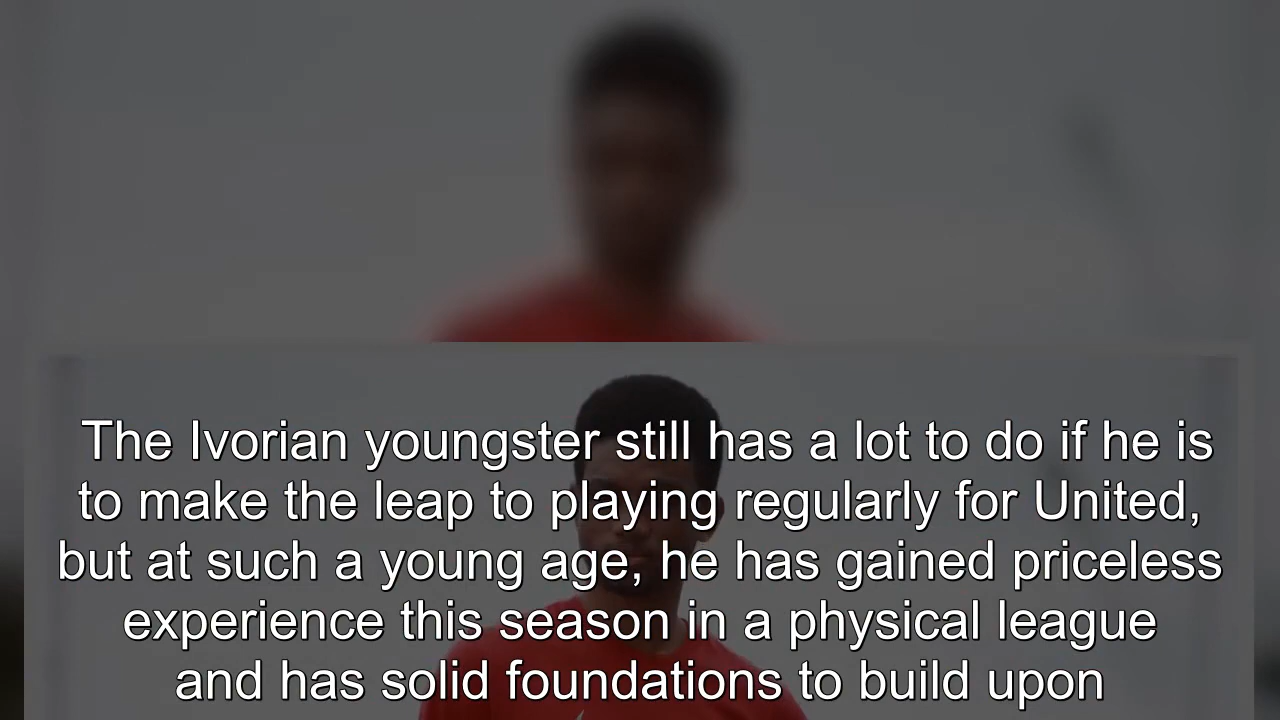 The Ivorian youngster still has a lot to do if he is
to make the leap to playing regularly for United,
but at such a young age, he has gained priceless
experience this season in a physical league
and has solid foundations to build upon